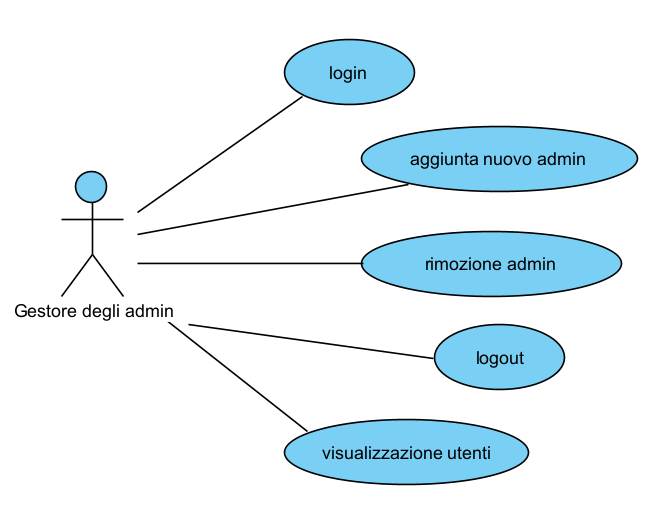 login
aggiunta nuovo admin
rimozione admin
Gestore degli admin
logout
visualizzazione utenti